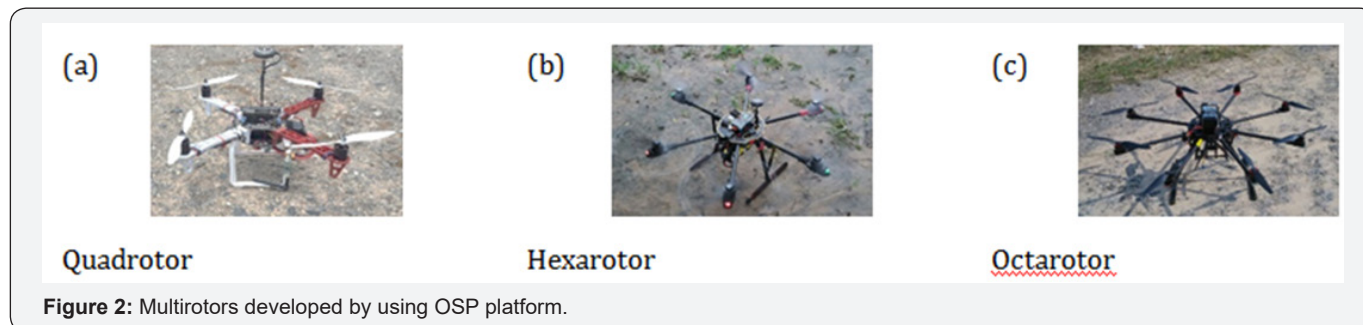 (a)
(b)
(c)
Quadrotor
Hexarotor
Octarotor
Figure 2: Multirotors developed by using OSP platform.